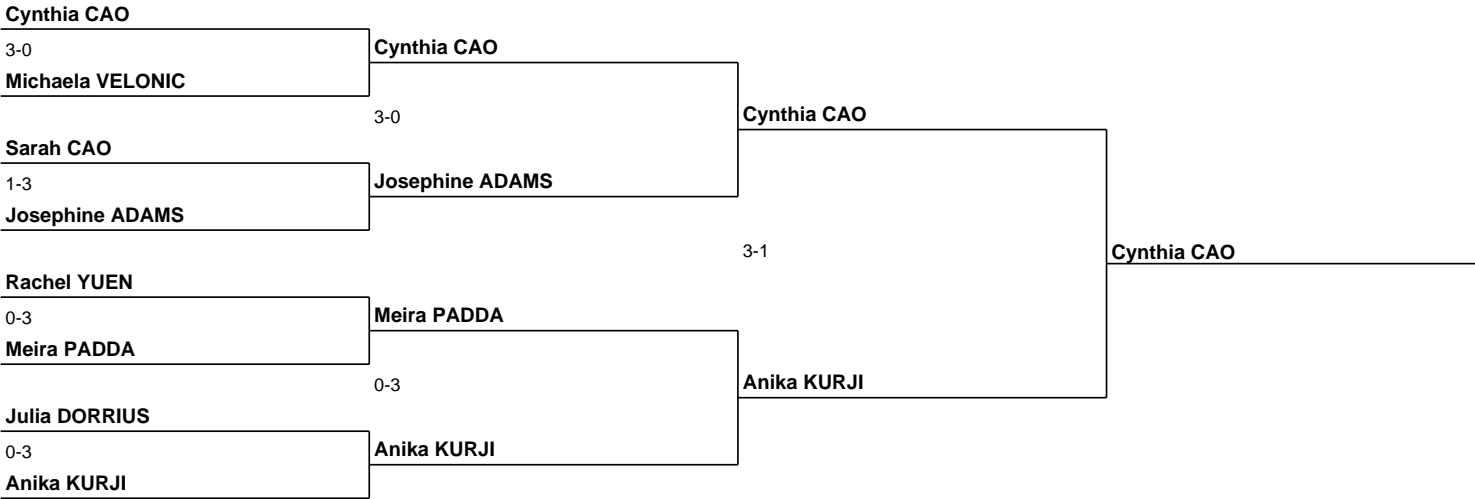 Cynthia CAO
3-0
Michaela VELONIC
Sarah CAO
1-3
Josephine ADAMS
Rachel YUEN
0-3
Meira PADDA
Julia DORRIUS
0-3
Anika KURJI
Cynthia CAO
3-0
Josephine ADAMS
Meira PADDA
0-3
Anika KURJI
Cynthia CAO
3-1
Anika KURJI
Cynthia CAO